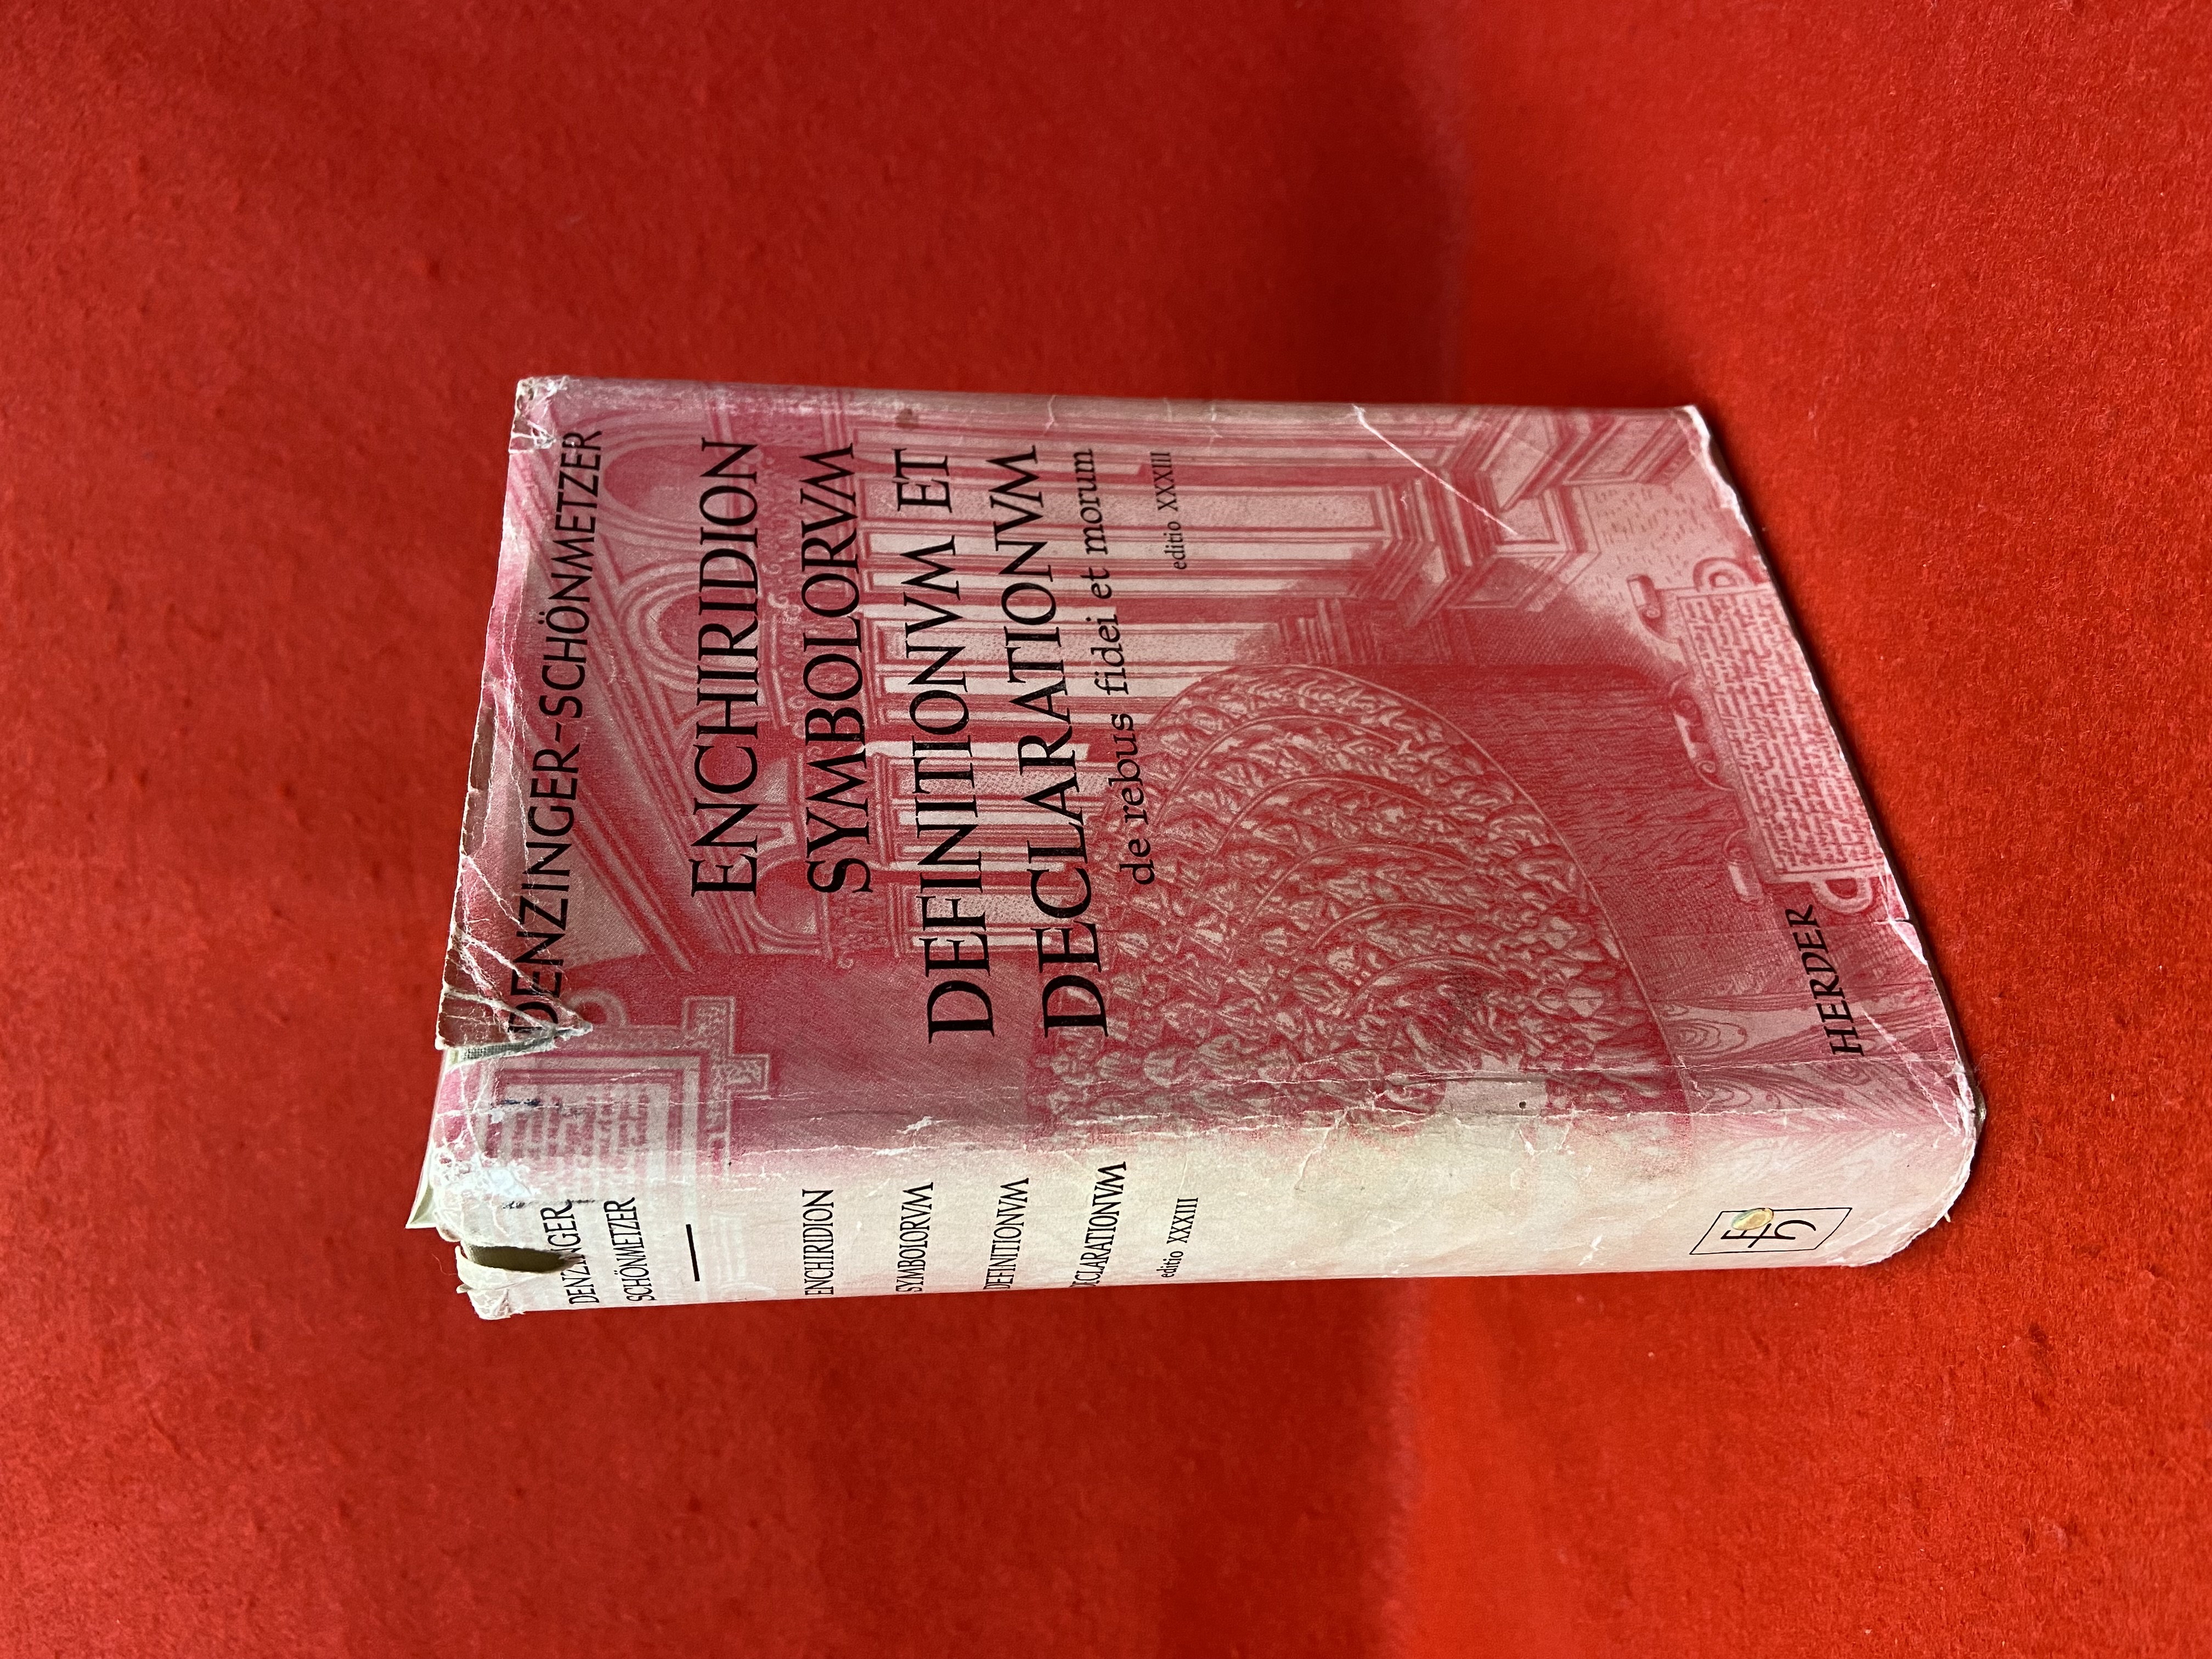 DENZINGER-SCHÖNMETZER
ENCHIRIDION
SYMBOLORVM
DEFINITIONVM ET
DECLARATIONVM
de rebus fidei et morum
editio XXXIII
HERDER
DENZINGER
SCHÖNMETZER
ENCHIRIDION
SYMBOLORVM
DEFINITIONVM
DECLARATIONVM
editio XXXIII